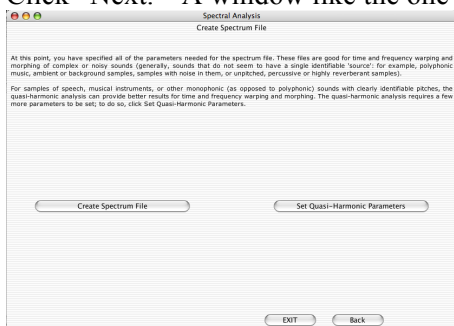 Click "Next." A window like the one
Spectral Analysis
Create Spectrum File
At this point, you have specified all of the parameters needed for the spectrum file. These files are good for time and frequency warping and
morphing of complex or noisy sounds (generally, sounds that do not seem to have a single identifiable 'source': for example, polyphonic
music, ambient or background samples, samples with noise in them, or unpitched, percussive or highly reverberant samples).
For samples of speech, musical instruments, or other monophonic (as opposed to polyphonic) sounds with clearly identifiable pitches, the
quasi-harmonic analysis can provide better results for time and frequency warping and morphing. The quasi-harmonic analysis requires a few
more parameters to be set; to do so, click Set Quasi-Harmonic Parameters.
Create Spectrum File
Set Quasi-Harmonic Parameters
EXIT
Back